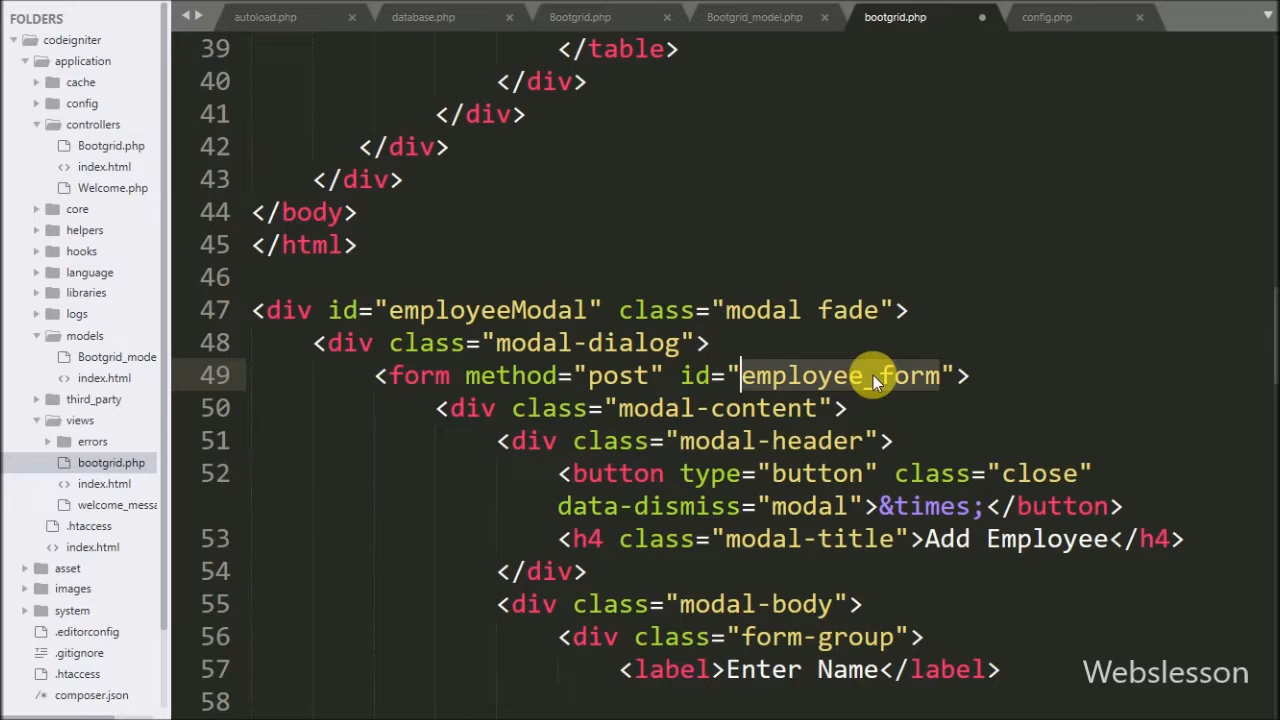 FOLDERS
codeigniter
application
cache
config
controllers
Bootgrid.php
index.html
Welcome.php
core
helpers
hooks
language
libraries
logs
models
Bootgrid_mode
index.html
third_party
views
errors
bootgrid.php
index.html
welcome_messa
.htaccess
index.html
asset
images
system
.editorconfig
.gitignore
.htaccess
composer.json
autoload.php database.php Bootgrid.php Bootgrid_model.php bootgrid.php config.php
39 </table>
40 </div>
41 </div>
42 </div>
43 </div>
44 </body>
45 </html>
46
47 <div id="employeeModal" class="modal fade">
48 <div class="modal-dialog">
49 <form method="post" id="employee_form">
50 <div class="modal-content">
51 <div class="modal-header">
52 <button type="button" class="close"
data-dismiss="modal">&times;</button>
53 <h4 class="modal-title">Add Employee</h4>
54 </div>
55 <div class="modal-body">
56 <div class="form-group">
57 <label>Enter Name</label>
58
Webslesson